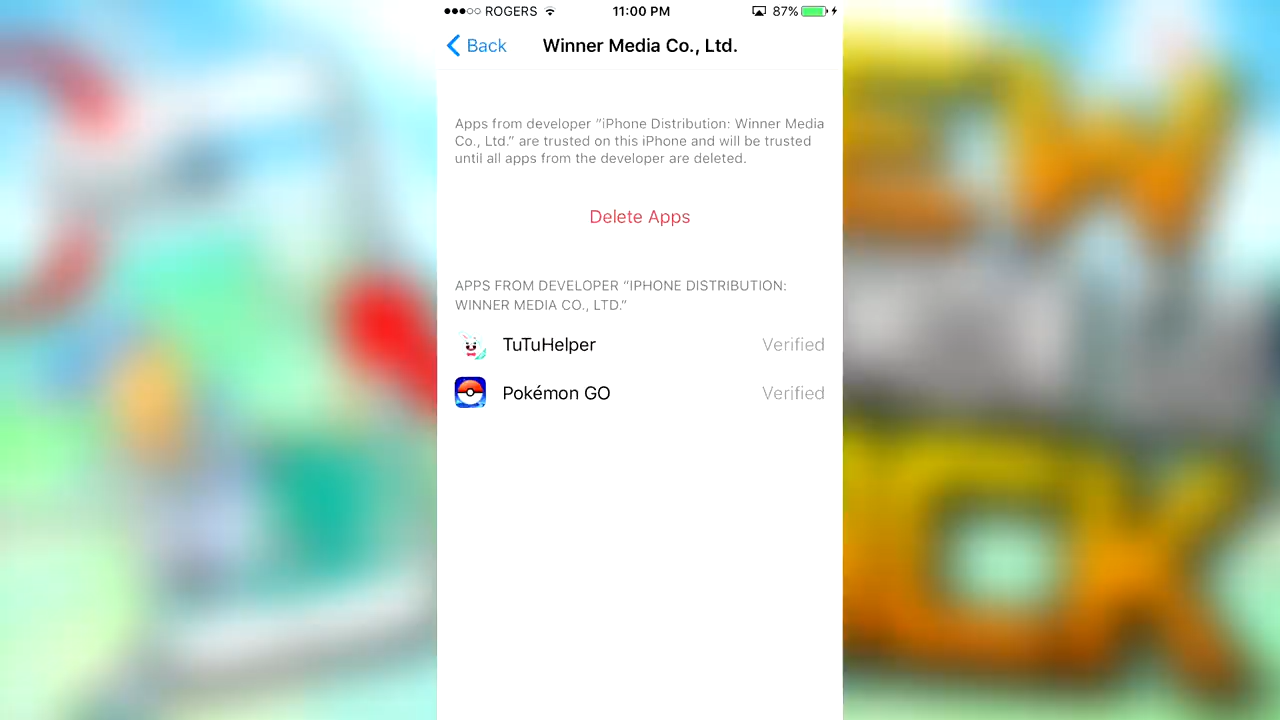 ROGERS 11:00 PM 87%
Back Winner Media Co., Ltd.
Apps from developer “iPhone Distribution: Winner Media
Co., Ltd.” are trusted on this iPhone and will be trusted
until all apps from the developer are deleted.
Delete Apps
APPS FROM DEVELOPER “IPHONE DISTRIBUTION:
WINNER MEDIA CO., LTD.”
TuTuHelper Verified
Pokémon GO Verified